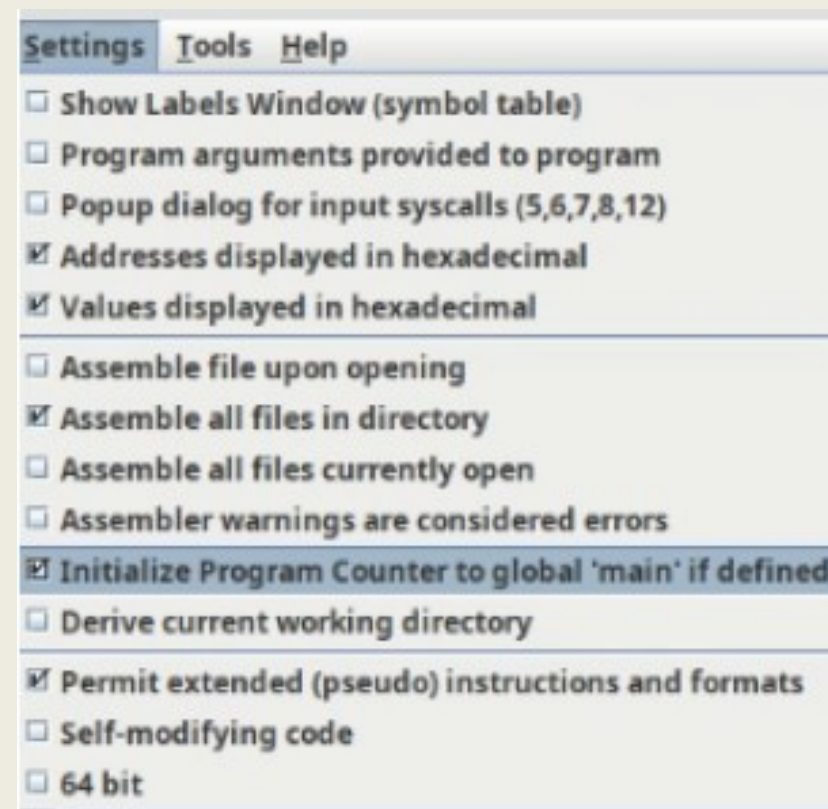 Settings Tools Help
Show Labels Window (symbol table)
Program arguments provided to program
Popup dialog for input syscalls (5,6,7,8,12)
Addresses displayed in hexadecimal
Values displayed in hexadecimal
Assemble file upon opening
Assemble all files in directory
Assemble all files currently open
Assembler warnings are considered errors
Initialize Program Counter to global 'main' if defined
Derive current working directory
Permit extended (pseudo) instructions and formats
Self-modifying code
64 bit